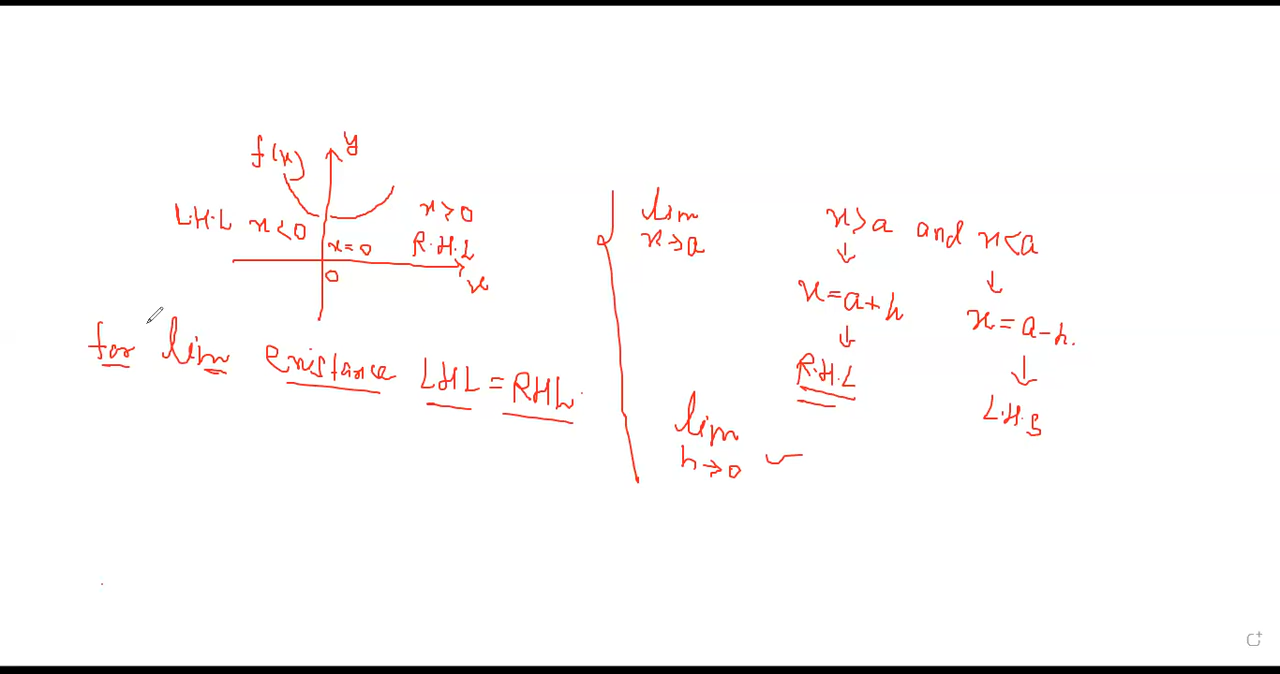 f(x)
y
L.H.L x < 0
x > 0
x = 0
R.H.L
0
x
for lim existance LHL = RHL
lim
x→a
x > a and x < a
↓ ↓
x = a + h
x = a - h.
↓ ↓
R.H.L
L.H.S
lim
h→0